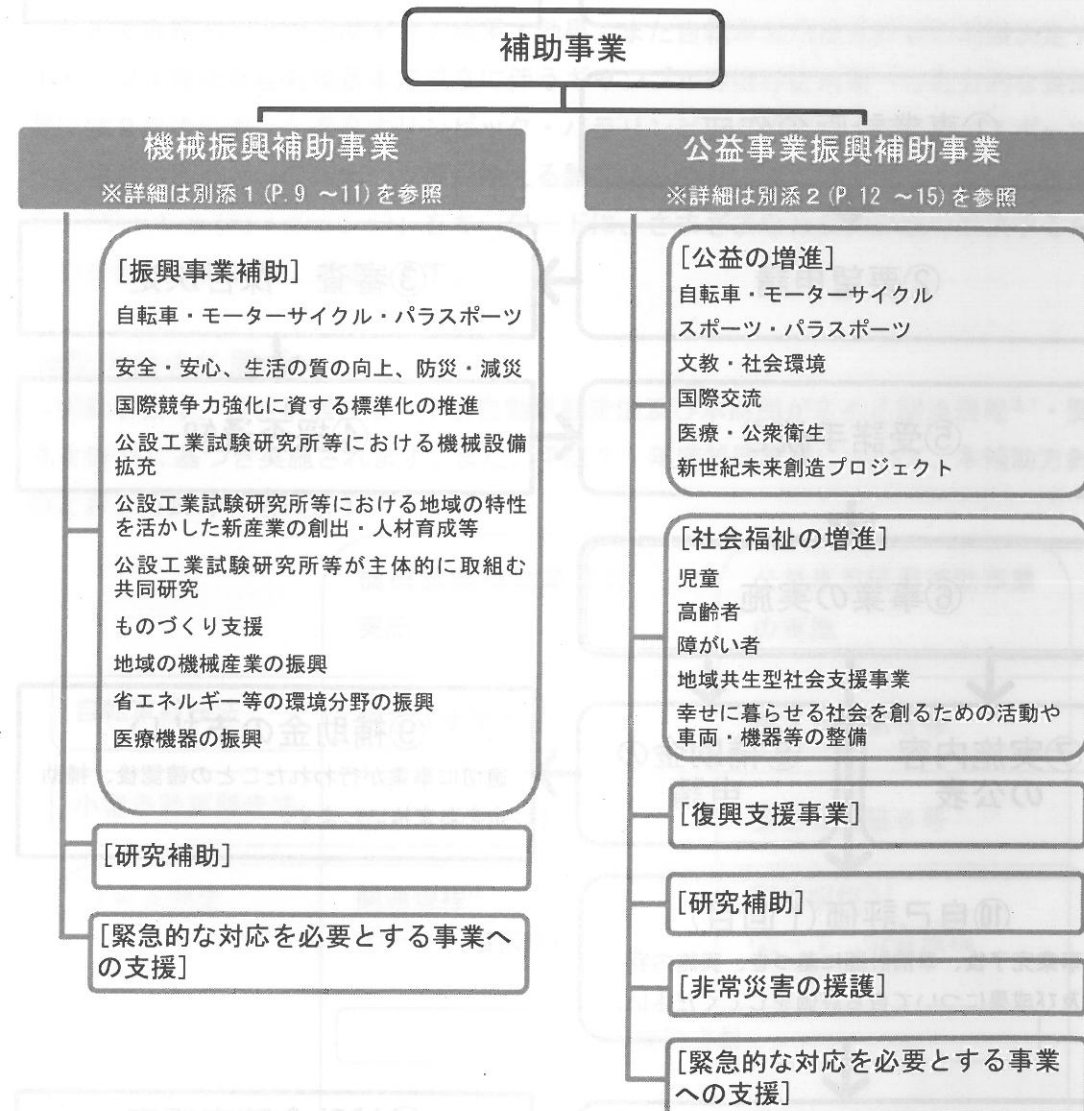 補助事業
機械振興補助事業
※詳細は別添1(P.9 ～11)を参照
[振興事業補助]
自転車・モーターサイクル・パラスポーツ
安全・安心、生活の質の向上、防災・減災
国際競争力強化に資する標準化の推進
公設工業試験研究所等における機械設備
拡充
公設工業試験研究所等における地域の特性
を活かした新産業の創出・人材育成等
公設工業試験研究所等が主体的に取組む
共同研究
ものづくり支援
地域の機械産業の振興
省エネルギー等の環境分野の振興
医療機器の振興
[研究補助]
[緊急的な対応を必要とする事業へ
の支援]
公益事業振興補助事業
※詳細は別添2(P.12 ～15)を参照
[公益の増進]
自転車・モーターサイクル
スポーツ・パラスポーツ
文教・社会環境
国際交流
医療・公衆衛生
新世紀未来創造プロジェクト
[社会福祉の増進]
児童
高齢者
障がい者
地域共生型社会支援事業
幸せに暮らせる社会を創るための活動や
車両・機器等の整備
[復興支援事業]
[研究補助]
[非常災害の援護]
[緊急的な対応を必要とする事業
への支援]